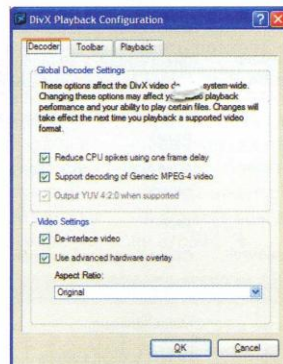 DivX Playback Configuration
Decoder Toolbar Playback
Global Decoder Settings
These options affect the DivX video system-wide.
Changing these options may affect playback
performance and your ability to play certain files. Changes will
take effect the next time you playback a supported video
format.
Reduce CPU spikes using one frame delay
Support decoding of Generic MPEG-4 video
Output YUV 4:2:0 when supported
Video Settings
De-interlace video
Use advanced hardware overlay
Aspect Ratio:
Original
OK Cancel